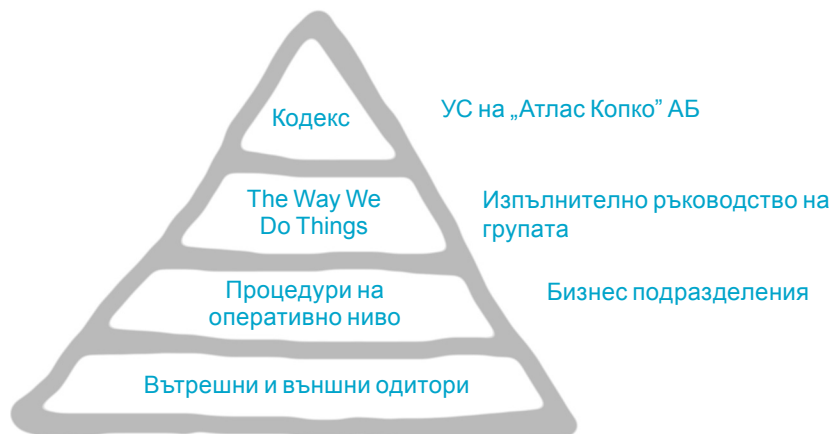 Кодекс
УС на „Атлас Копко” АБ
The Way We
Do Things
Изпълнително ръководство на
групата
Процедури на
оперативно ниво
Бизнес подразделения
Вътрешни и външни одитори